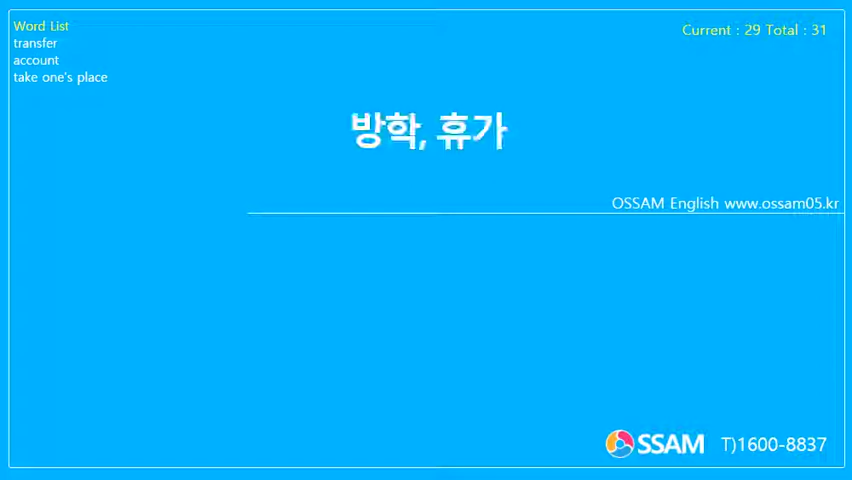 Word List
transfer
account
take one's place
Current : 29 Total : 31
방학, 휴가
OSSAM English www.ossam05.kr
OSSAM T)1600-8837